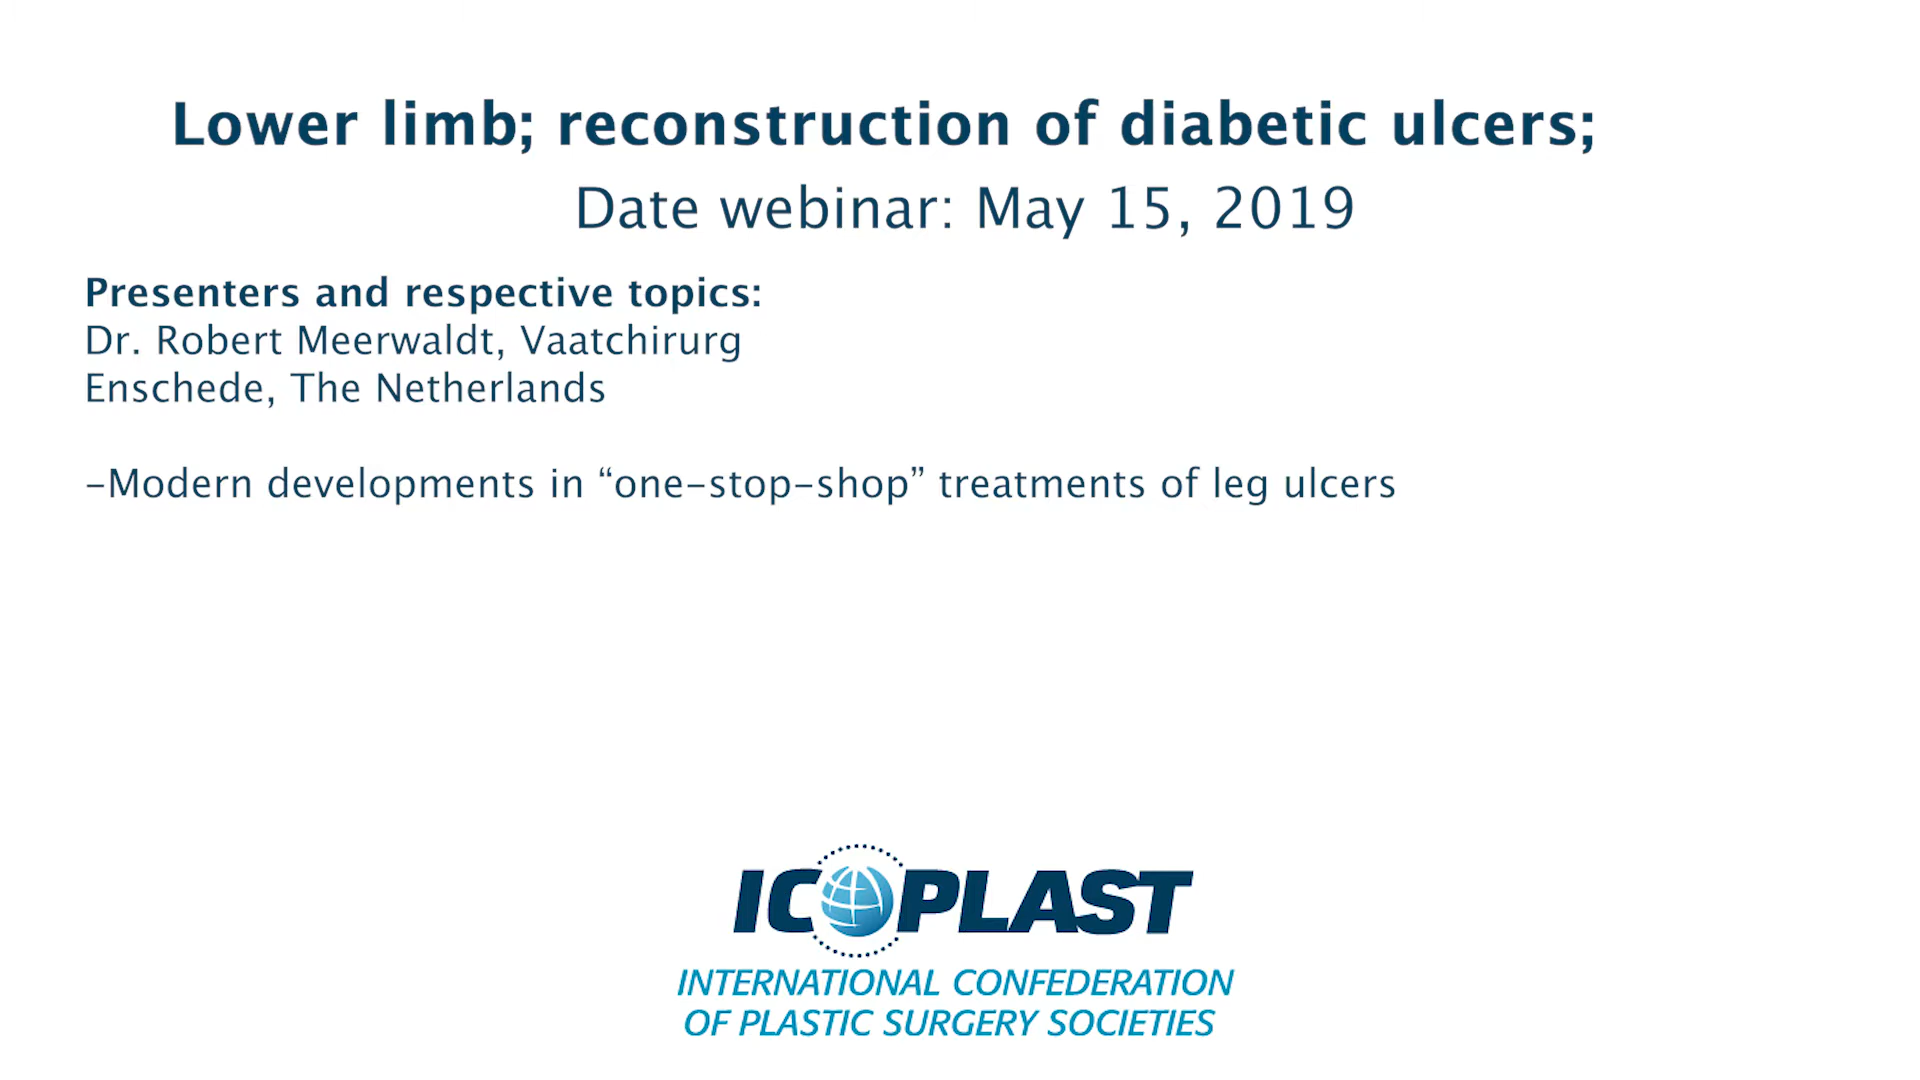 Lower limb; reconstruction of diabetic ulcers;
Date webinar: May 15, 2019
Presenters and respective topics:
Dr. Robert Meerwaldt, Vaatchirurg
Enschede, The Netherlands
-Modern developments in “one-stop-shop” treatments of leg ulcers
ICOPLAST
INTERNATIONAL CONFEDERATION
OF PLASTIC SURGERY SOCIETIES